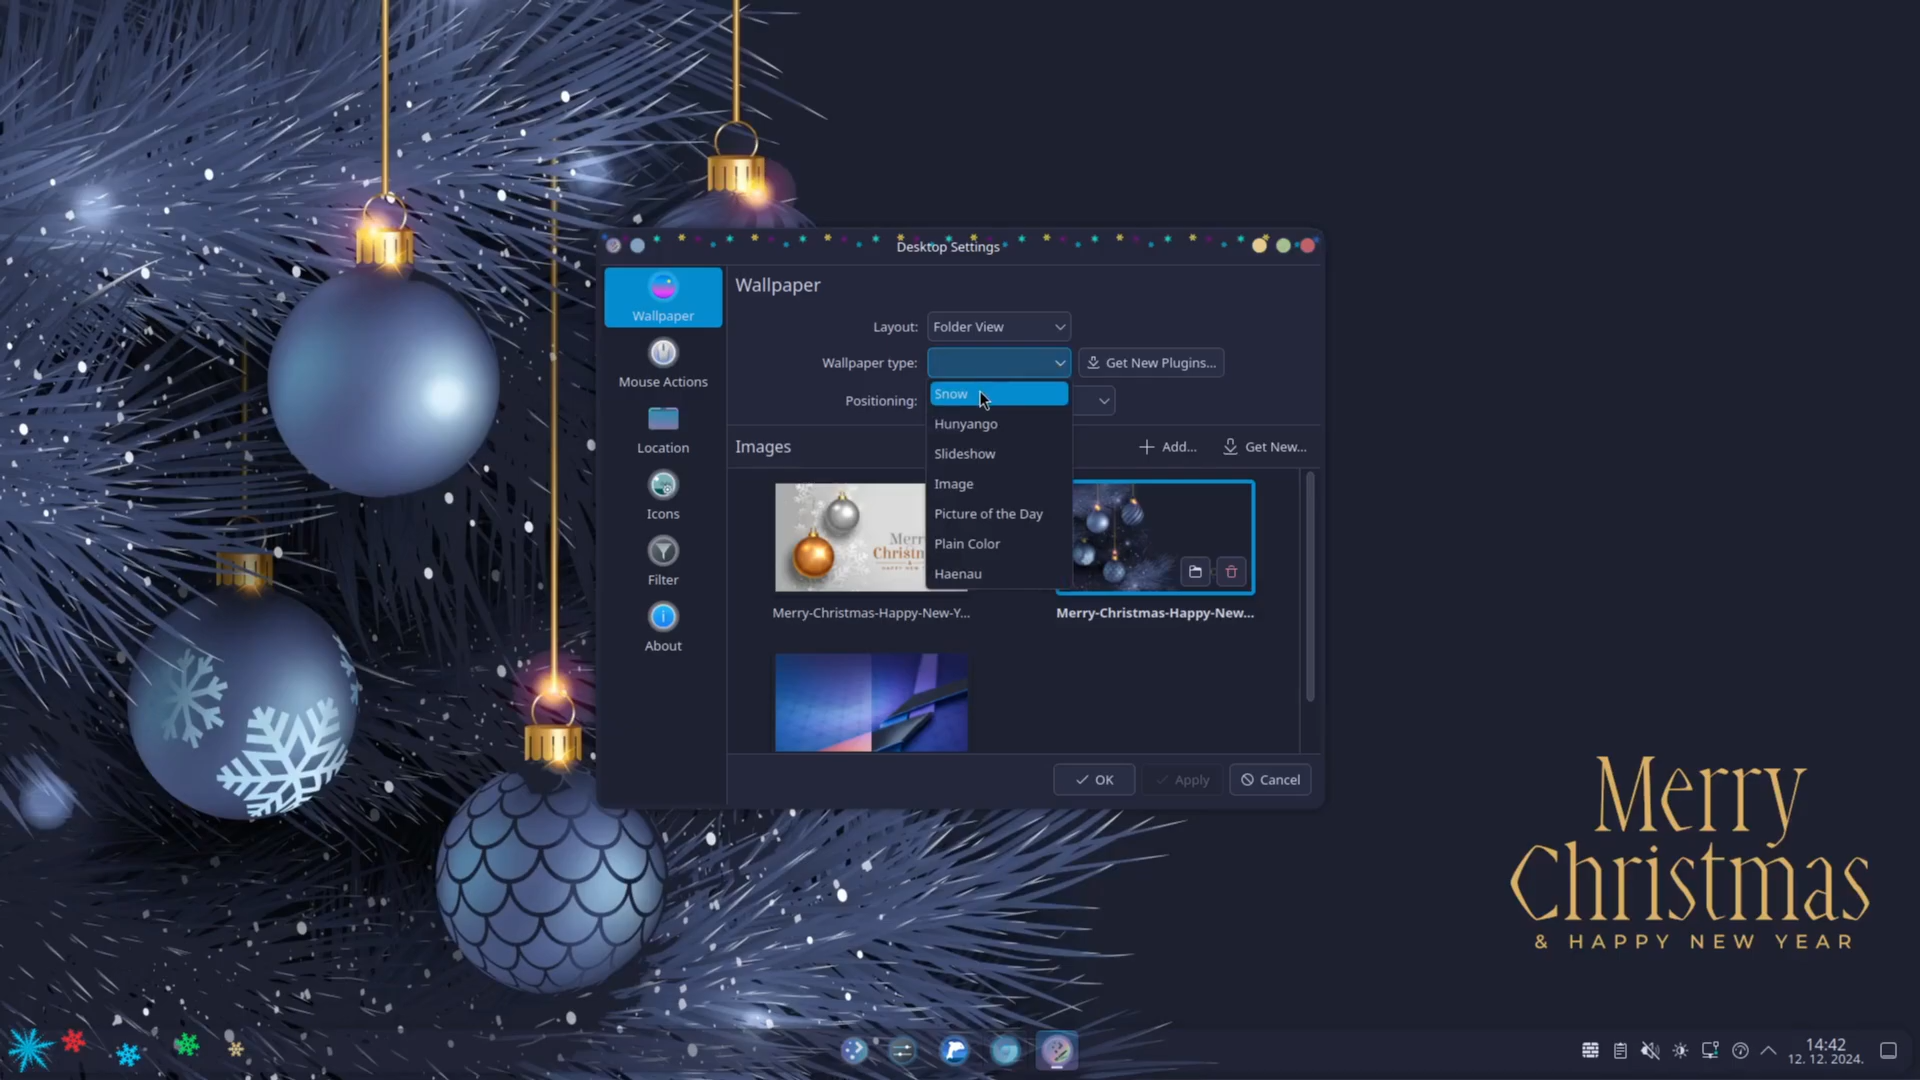 Desktop Settings
Wallpaper
Mouse Actions
Location
Icons
Filter
About
Wallpaper
Layout:
Folder View
Wallpaper type:
Get New Plugins...
Positioning:
Snow
Hunyango
Slideshow
Image
Picture of the Day
Plain Color
Haenau
Images
Add...
Get New...
Merry-Christmas-Happy-New-Y...
Merry-Christmas-Happy-New...
OK
Apply
Cancel
Merry
Christmas
& HAPPY NEW YEAR
14:42
12. 12. 2024.